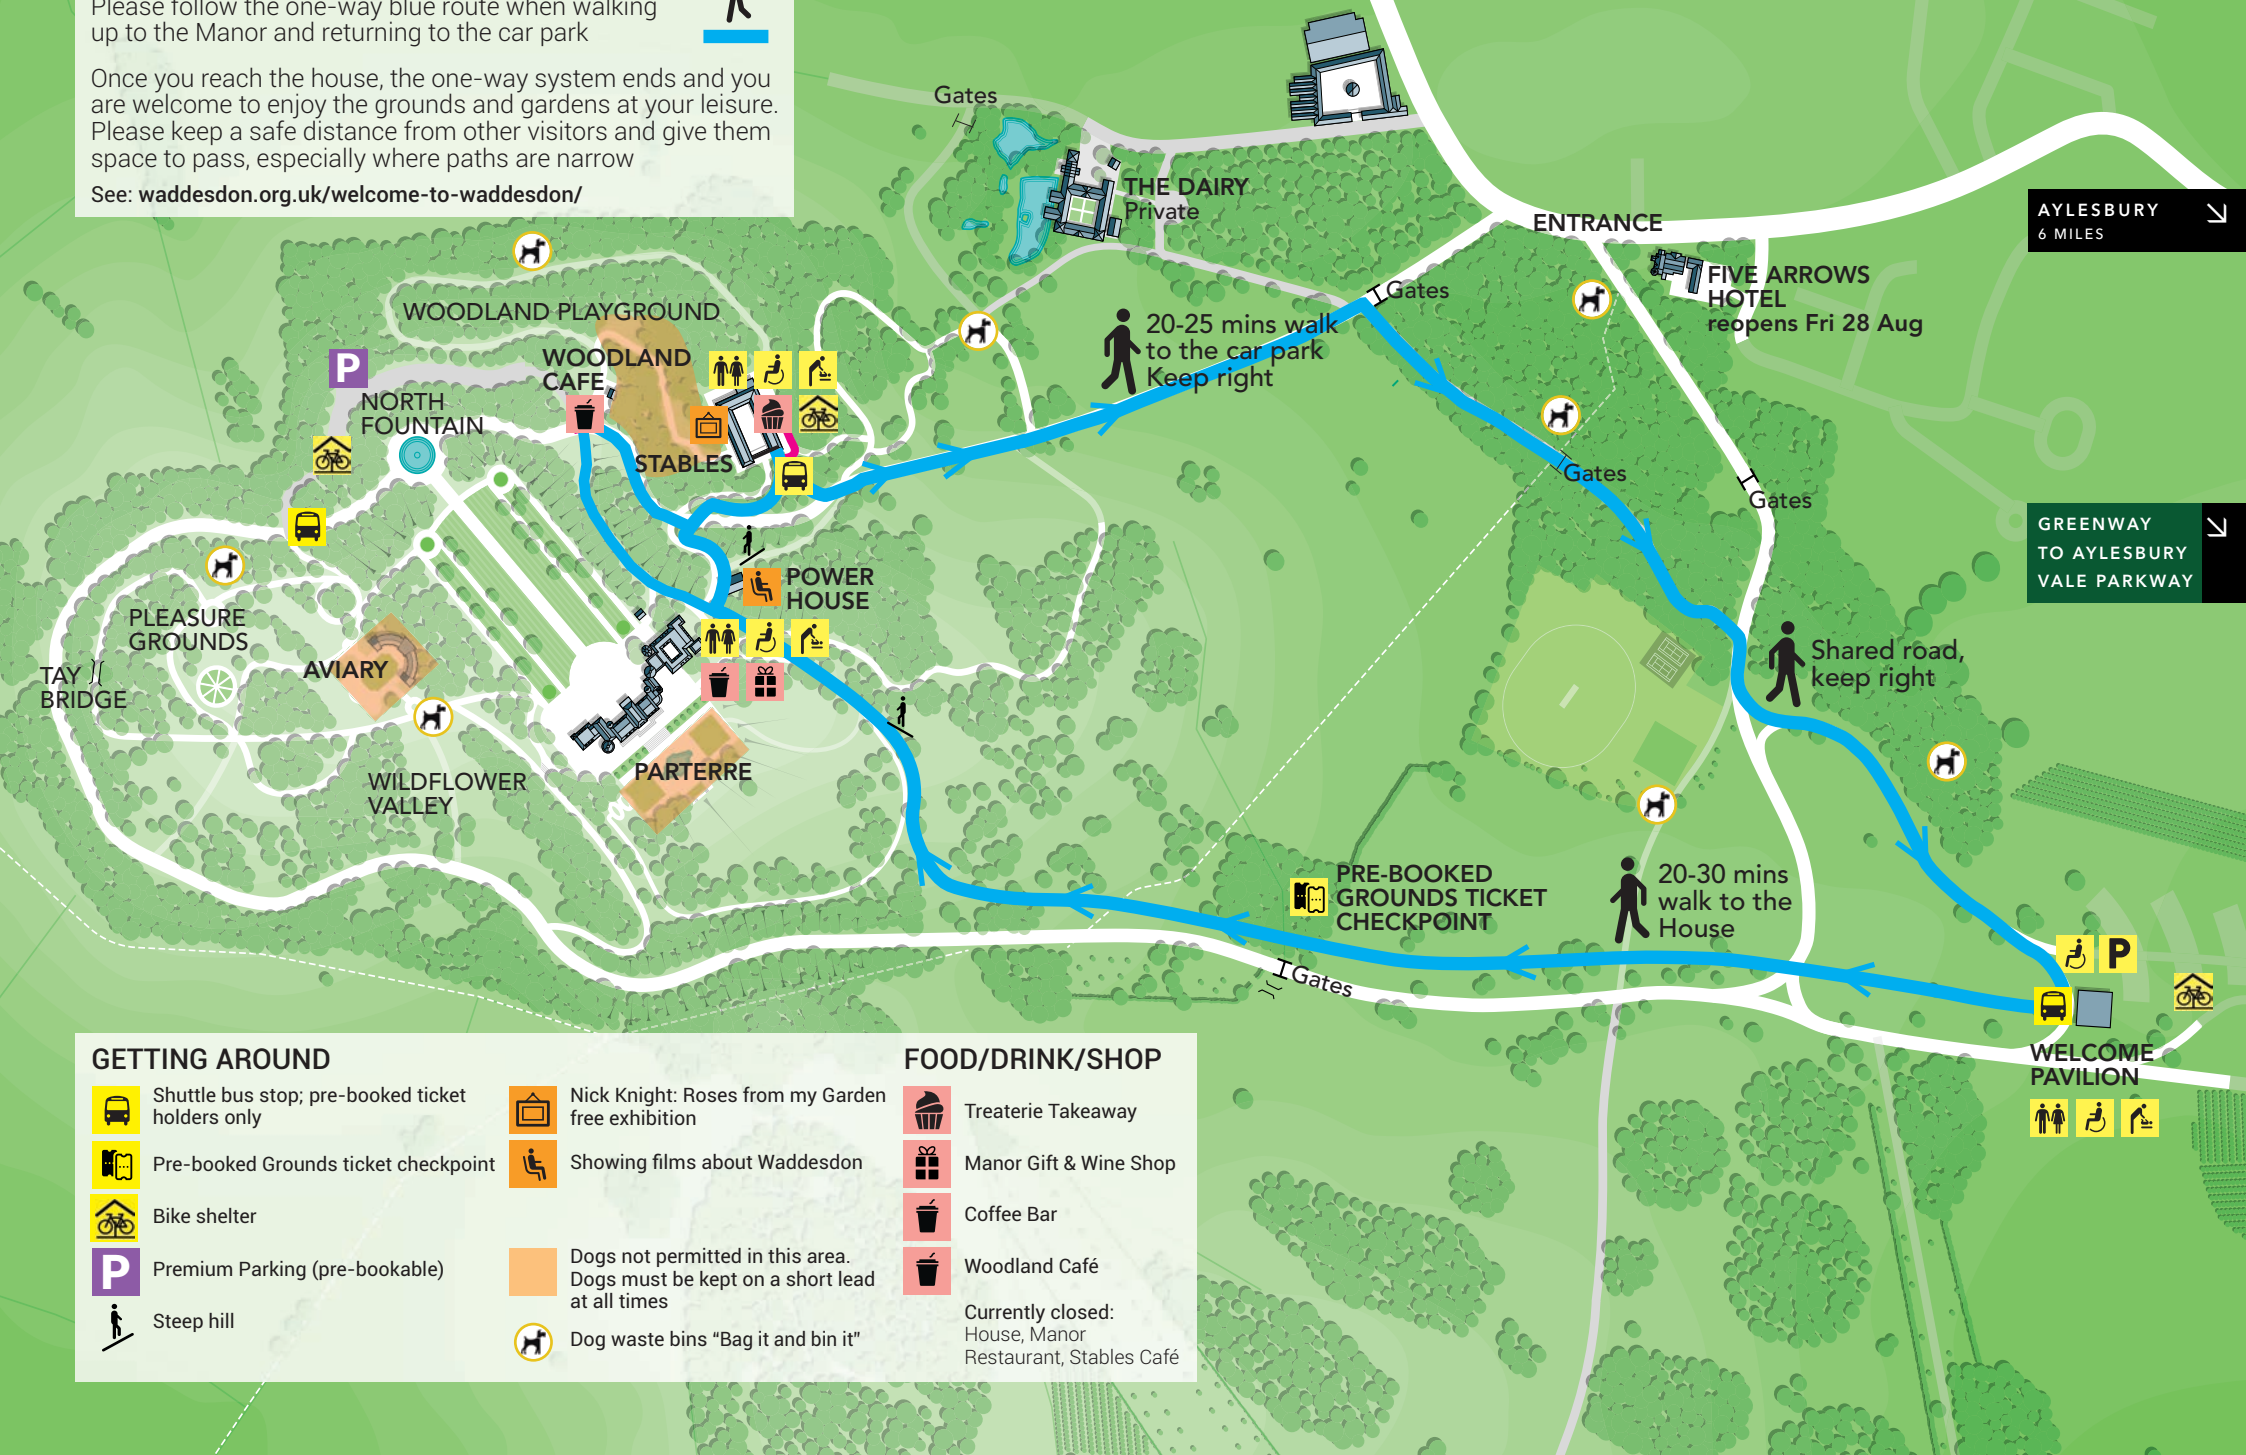 Please follow the one-way blue route when walking
up to the Manor and returning to the car park
Once you reach the house, the one-way system ends and you
are welcome to enjoy the grounds and gardens at your leisure.
Please keep a safe distance from other visitors and give them
space to pass, especially where paths are narrow
See: waddesdon.org.uk/welcome-to-waddesdon/
Gates
THE DAIRY
Private
ENTRANCE
AYLESBURY
6 MILES
FIVE ARROWS
HOTEL
reopens Fri 28 Aug
Gates
20-25 mins walk
to the car park
Keep right
WOODLAND PLAYGROUND
WOODLAND
CAFE
P
NORTH
FOUNTAIN
STABLES
Gates
Gates
GREENWAY
TO AYLESBURY
VALE PARKWAY
POWER
HOUSE
PLEASURE
GROUNDS
TAY
BRIDGE
AVIARY
Shared road,
keep right
WILDFLOWER
VALLEY
PARTERRE
PRE-BOOKED
GROUNDS TICKET
CHECKPOINT
20-30 mins
walk to the
House
Gates
P
WELCOME
PAVILION
GETTING AROUND
Shuttle bus stop; pre-booked ticket
holders only
Pre-booked Grounds ticket checkpoint
Bike shelter
P
Premium Parking (pre-bookable)
Steep hill
Nick Knight: Roses from my Garden
free exhibition
Showing films about Waddesdon
Dogs not permitted in this area.
Dogs must be kept on a short lead
at all times
Dog waste bins “Bag it and bin it”
FOOD/DRINK/SHOP
Treaterie Takeaway
Manor Gift & Wine Shop
Coffee Bar
Woodland Café
Currently closed:
House, Manor
Restaurant, Stables Café